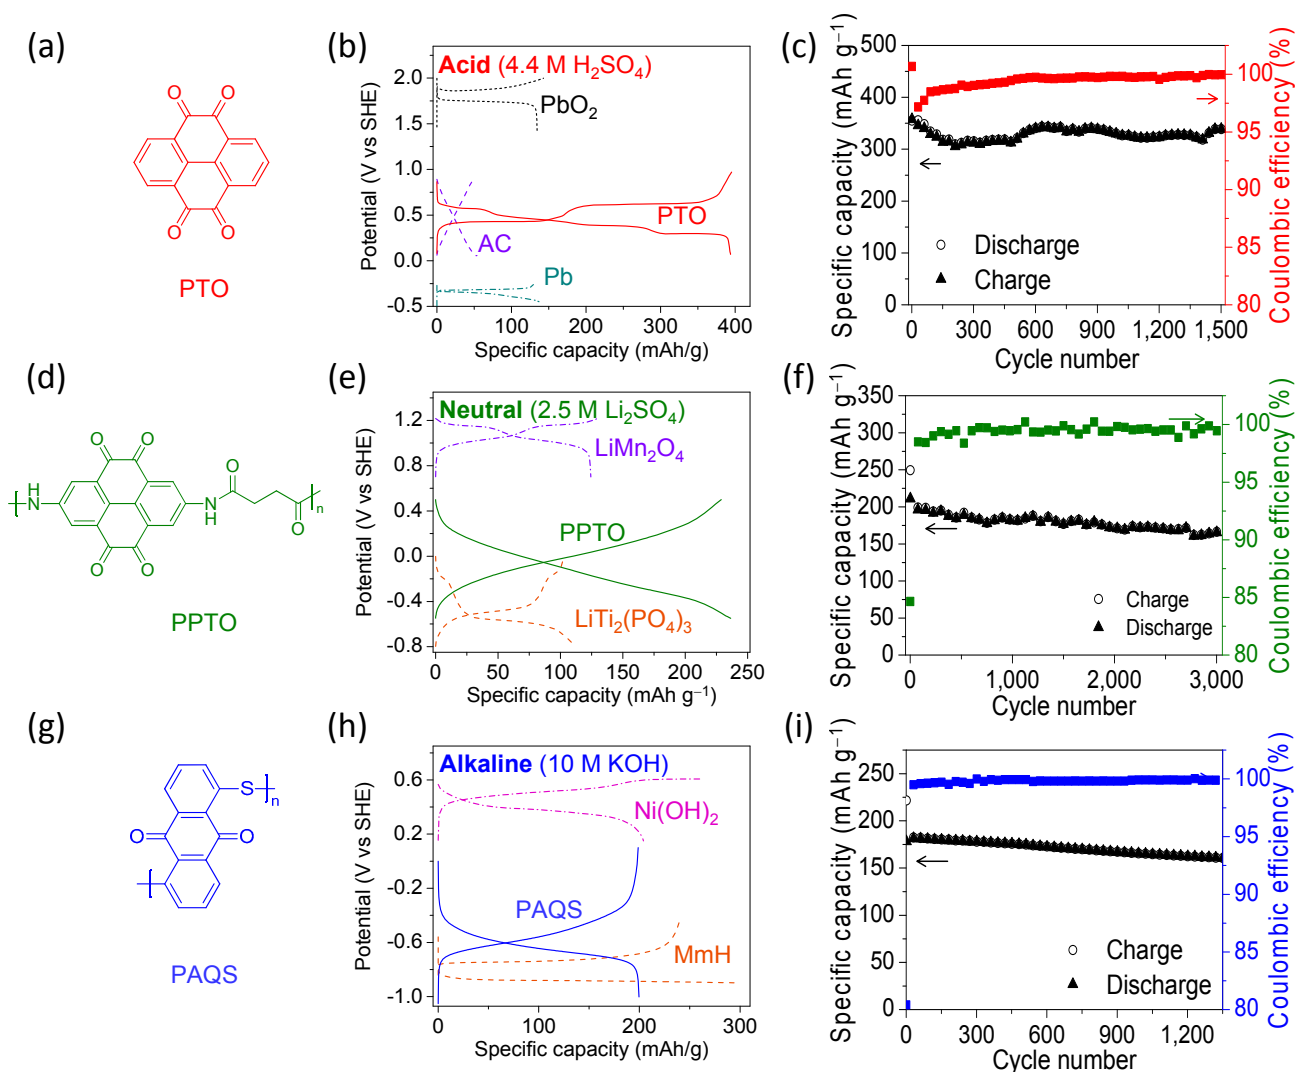 (a)
O O
O O
PTO
(b)
Acid (4.4 M H₂SO₄)
PbO₂
PTO
AC
Pb
2.0
1.5
1.0
0.5
0.0
-0.5
Potential (V vs SHE)
0 100 200 300 400
Specific capacity (mAh/g)
(c)
500
400
300
200
100
0
Specific capacity (mAh g⁻¹)
Discharge
Charge
100
95
90
85
80
Coulombic efficiency (%)
0 300 600 900 1,200 1,500
Cycle number
(d)
O O
H
N
O
N
H
O
n
O O
PPTO
(e)
Neutral (2.5 M Li₂SO₄)
LiMn₂O₄
PPTO
LiTi₂(PO₄)₃
1.2
0.8
0.4
0.0
-0.4
-0.8
Potential (V vs SHE)
0 50 100 150 200 250
Specific capacity (mAh g⁻¹)
(f)
350
300
250
200
150
100
50
0
Specific capacity (mAh g⁻¹)
Charge
Discharge
100
95
90
85
80
Coulombic efficiency (%)
0 1,000 2,000 3,000
Cycle number
(g)
S
n
O O
PAQS
(h)
Alkaline (10 M KOH)
Ni(OH)₂
PAQS
MmH
0.6
0.2
-0.2
-0.6
-1.0
Potential (V vs SHE)
0 100 200 300
Specific capacity (mAh/g)
(i)
250
200
150
100
50
0
Specific capacity (mAh g⁻¹)
Charge
Discharge
100
95
90
85
80
Coulombic efficiency (%)
0 300 600 900 1,200
Cycle number